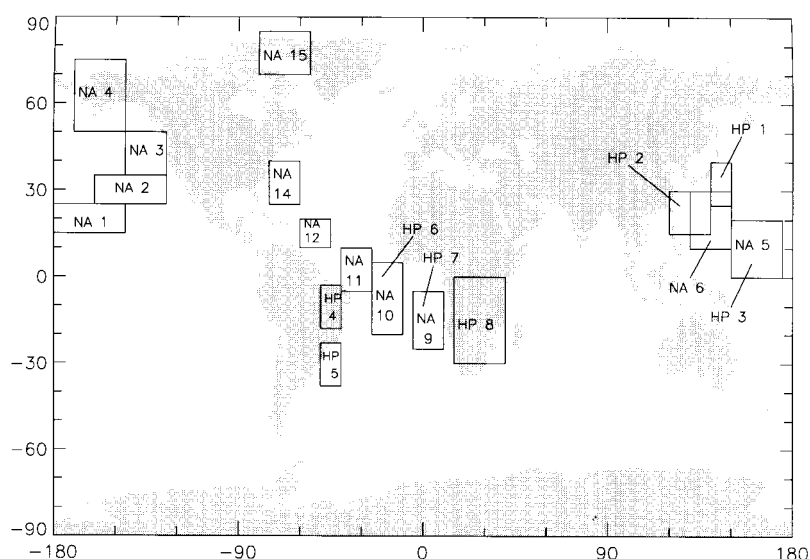 90
NA 15
NA 4
60
HP 1
NA 3
HP 2
NA
14
30
NA 2
NA 1
NA
12
HP 6
HP 7
NA
11
NA 5
0
NA 6
HP
4
NA
10
NA
9
HP 8
HP 3
-30
HP
5
-60
-90
-180
-90
0
90
180